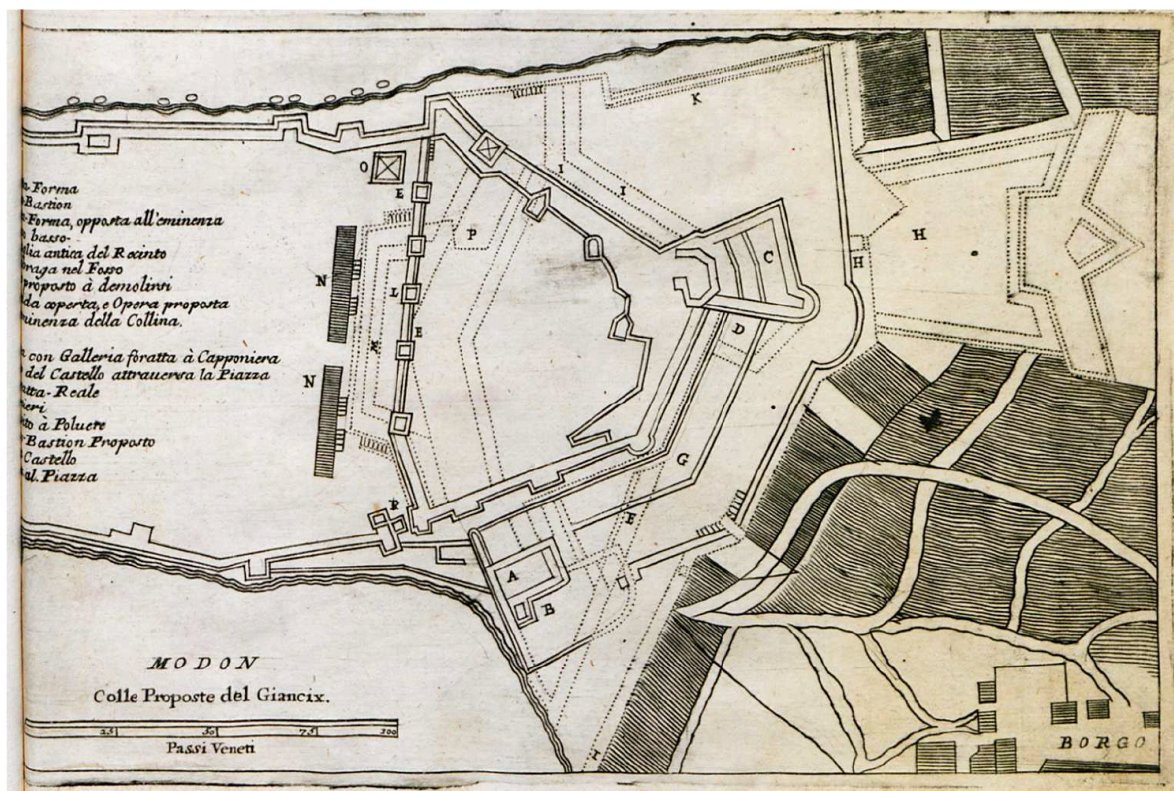 K
O
E
I I
-Forma
-Bastion
-Forma, opposta all'eminenza
basso-
lia antica del Recinto
raga nel Fosso
proposto à demolirsi
da coperta, e Opera proposta
minenza della Collina.
con Galleria foratta à Capponiera
del Castello attrauersa la Piazza
atta-Reale
ieri
to à Poluere
-Bastion Proposto
Castello
al. Piazza
P
H
C
H
N
L
E
D
M
N
G
F
A
B
MODON
Colle Proposte del Giancix.
25 50 75 100
Passi Veneti
I
BORGO